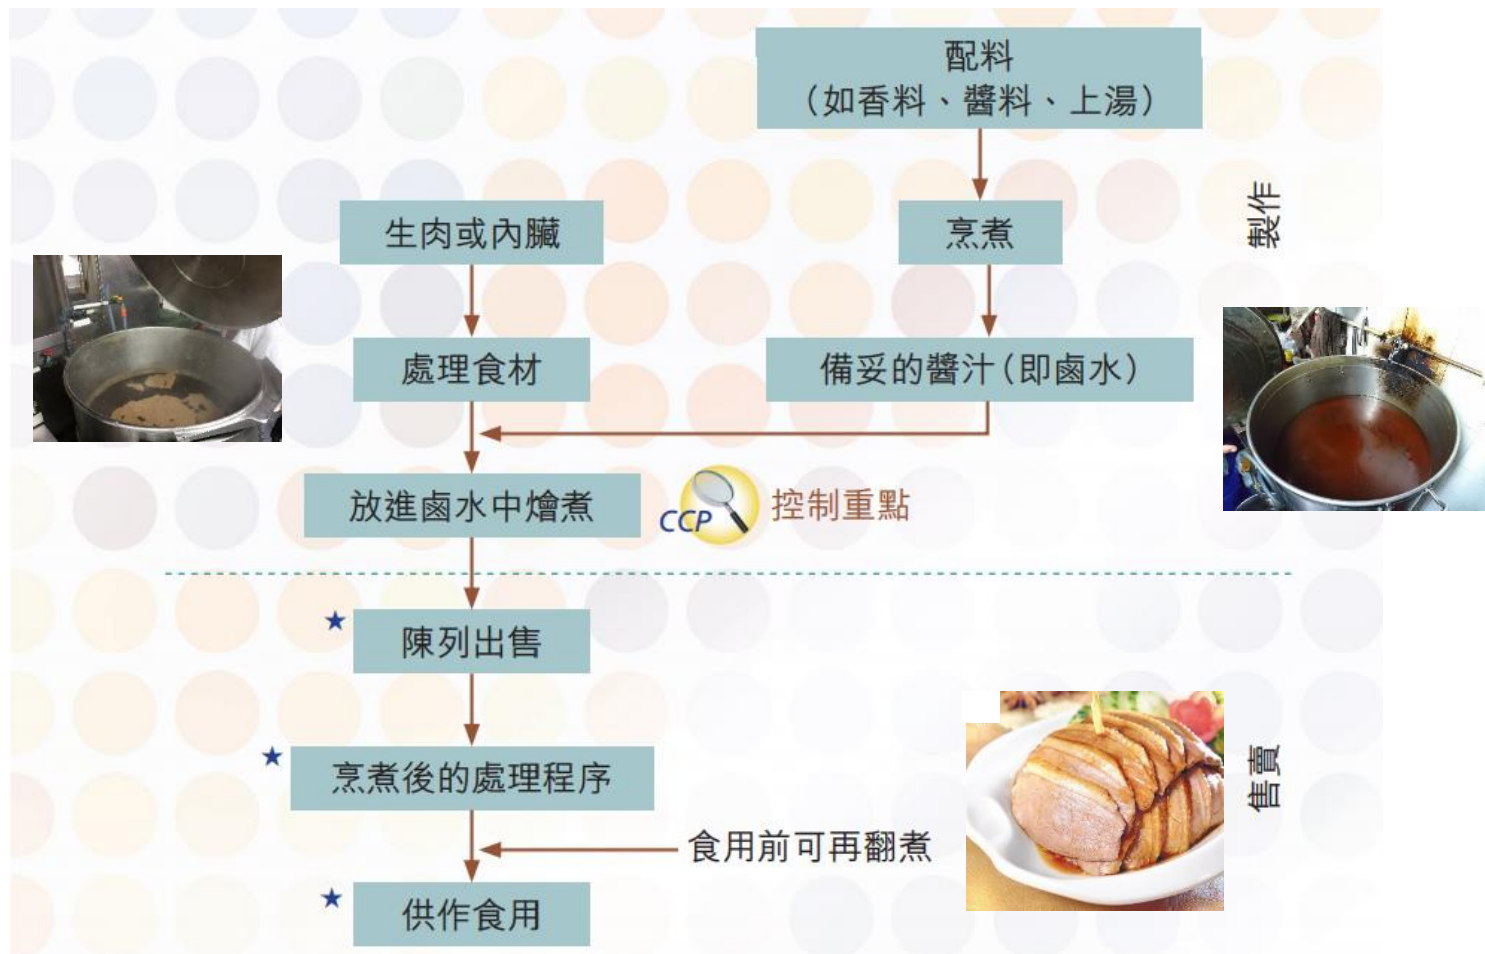 配料
（如香料、醬料、上湯）
生肉或內臟
烹煮
製作
處理食材
備妥的醬汁（即鹵水）
放進鹵水中燴煮
CCP
控制重點
★
陳列出售
★
烹煮後的處理程序
售賣
食用前可再翻煮
★
供作食用